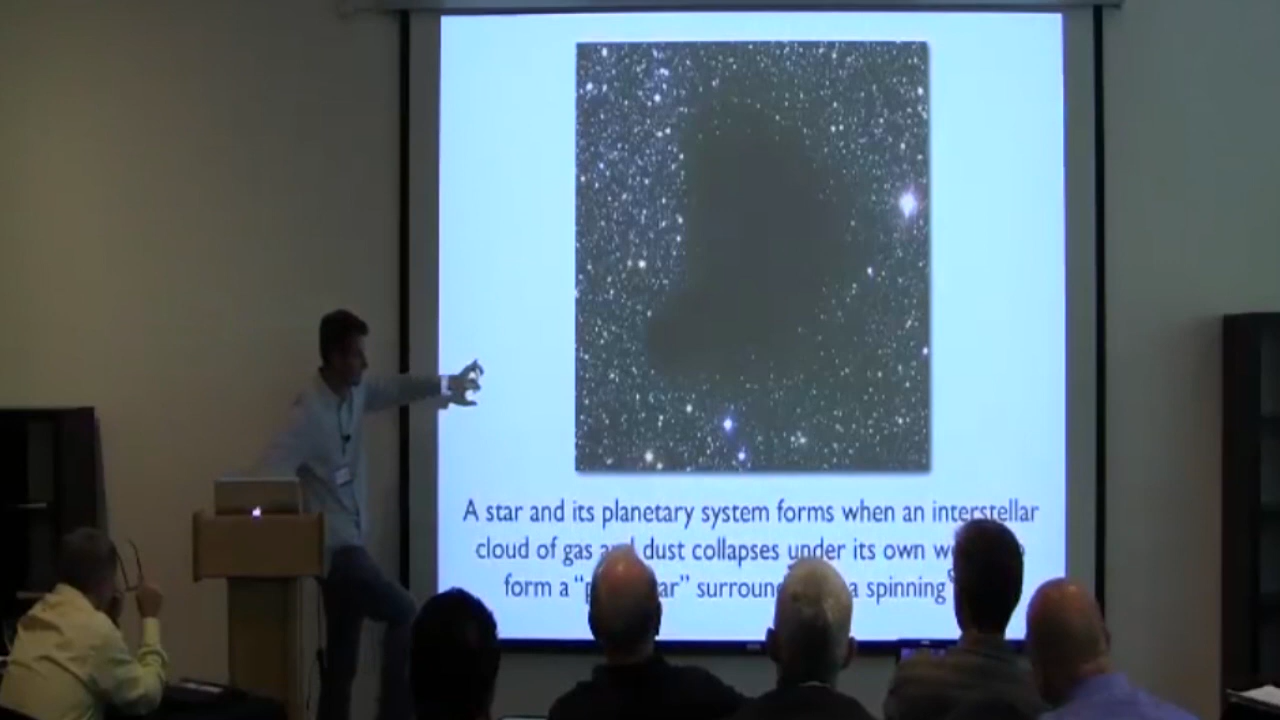 A star and its planetary system forms when an interstellar
cloud of gas and dust collapses under its own
form a a spinning